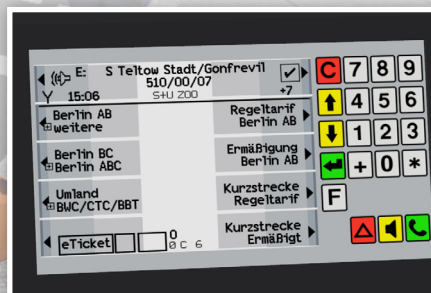 E: S Teltow Stadt/Gonfrevil
510/00/07
15:06 S+U ZOO +7
Berlin AB
weitere
Regeltarif
Berlin AB
Berlin BC
Berlin ABC
Ermäßigung
Berlin AB
Umland
BWC/CTC/BBT
Kurzstrecke
Regeltarif
eTicket
0
0 C 6
Kurzstrecke
Ermäßigt
C 7 8 9
4 5 6
1 2 3
+ 0 *
F